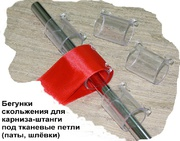 Бегунки
скольжения для
карниза-штанги
под тканевые петли
(паты, шлёвки)